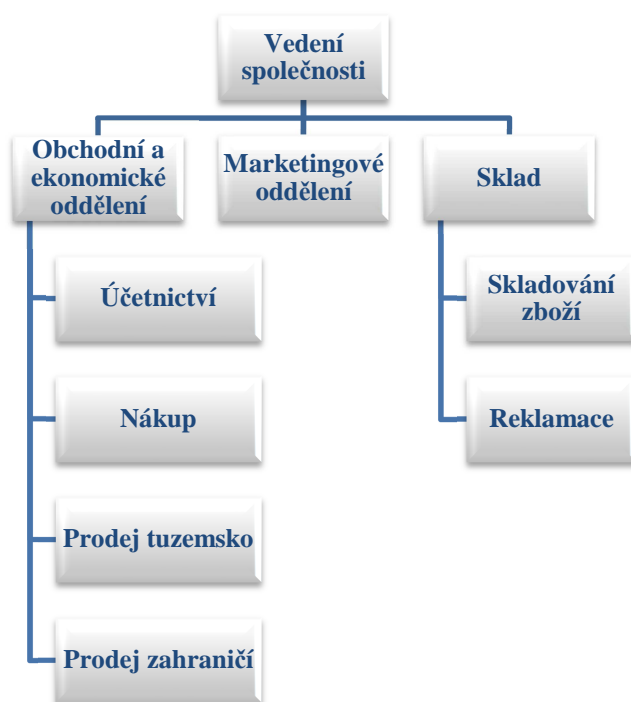 Vedení
společnosti
Obchodní a
ekonomické
oddělení
Marketingové
oddělení
Sklad
Účetnictví
Nákup
Prodej tuzemsko
Prodej zahraničí
Skladování
zboží
Reklamace